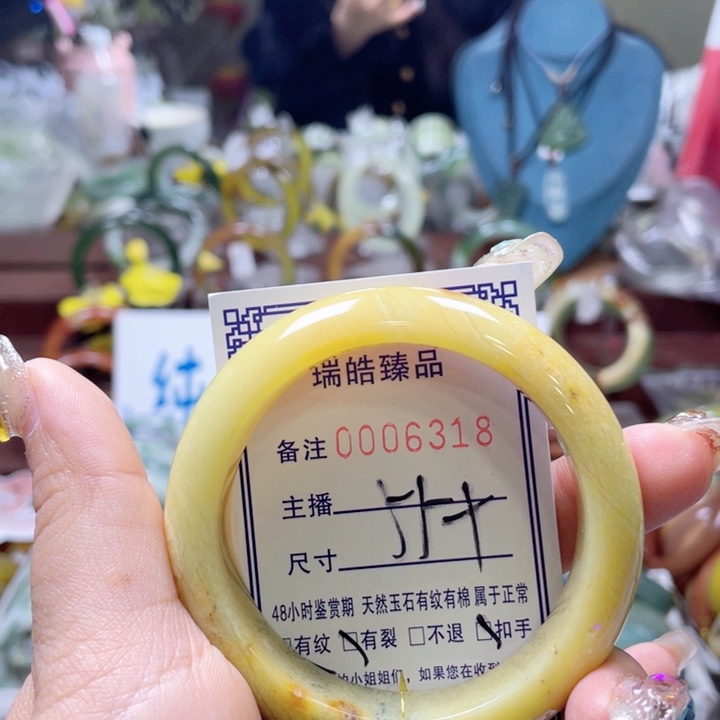 瑞皓臻品
备注 0006318
主播
尺寸
48小时鉴赏期 天然玉石有纹有棉属于正常
□有纹 □有裂 □不退 □扣手
小姐姐们，如果您在收到
纯